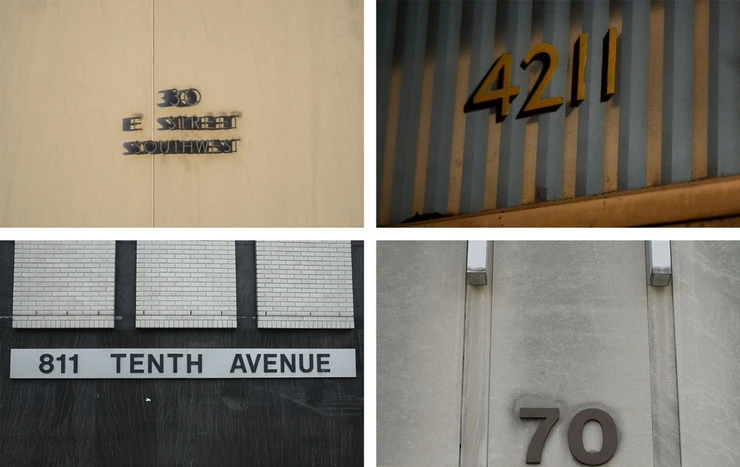 30
E STREET
SOUTHWEST
4211
811 TENTH AVENUE
70